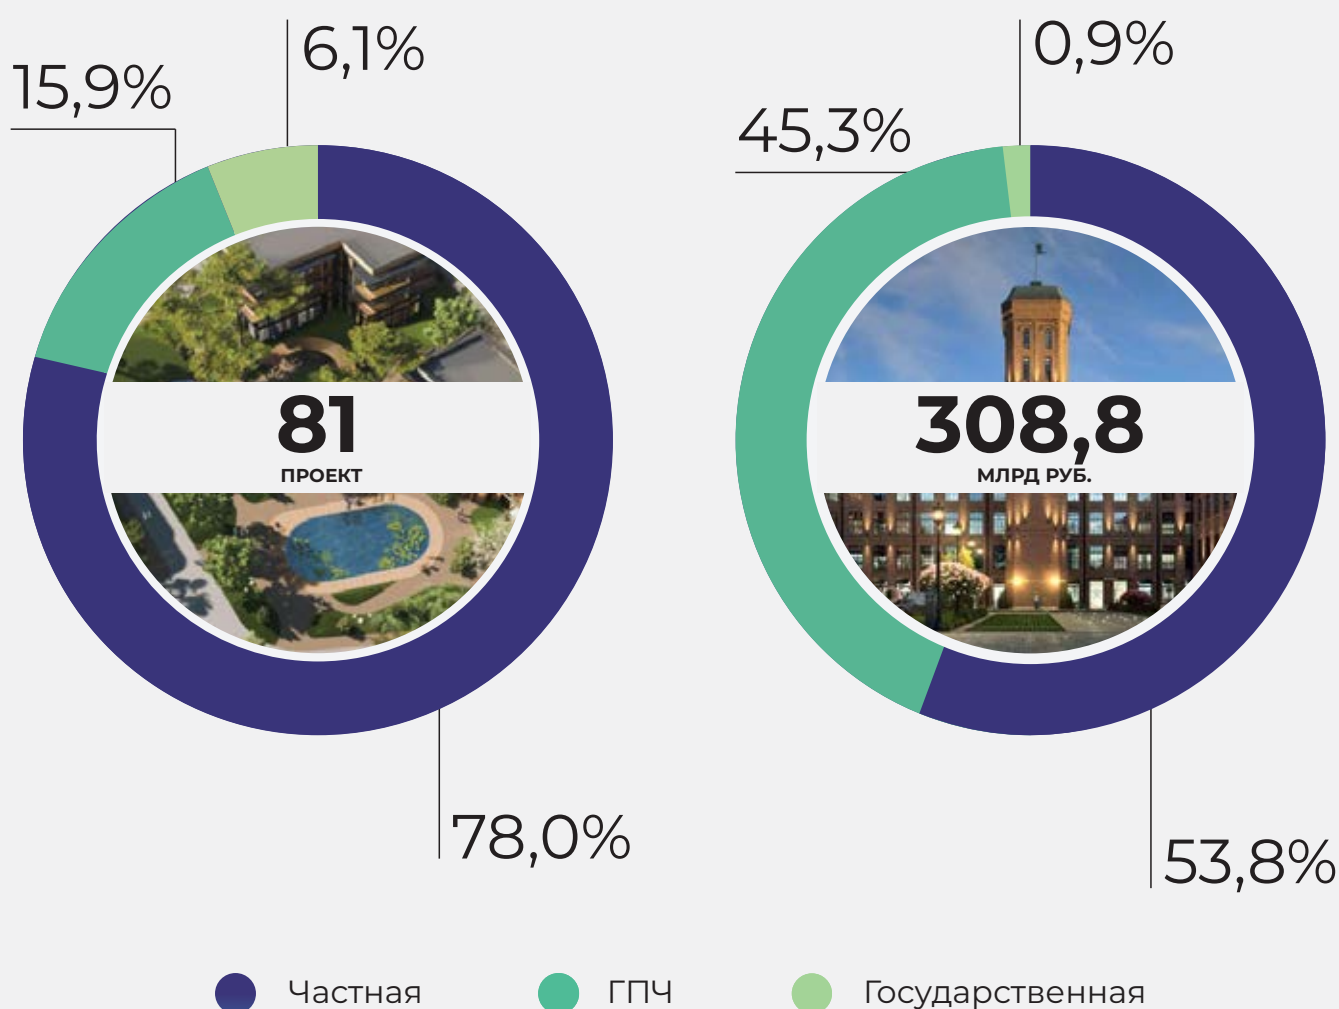 6,1%
15,9%
81
ПРОЕКТ
78,0%
0,9%
45,3%
308,8
МЛРД РУБ.
53,8%
Частная
ГПЧ
Государственная